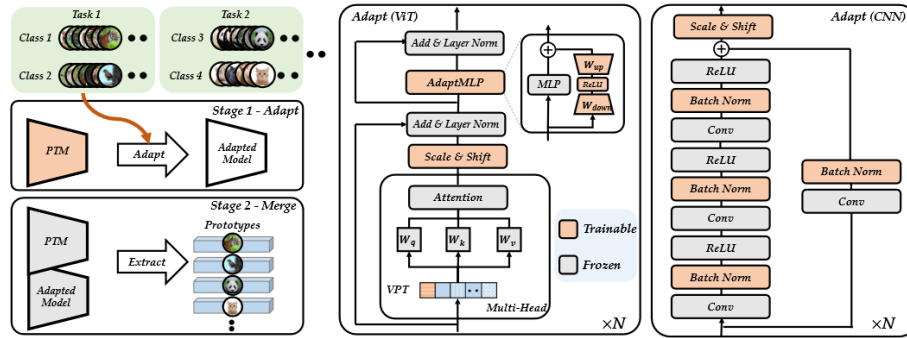 Task 1
Class 1
Class 2
Task 2
Class 3
Class 4
Stage 1 - Adapt
PTM
Adapt
Adapted
Model
Stage 2 - Merge
PTM
Adapted
Model
Extract
Prototypes
Adapt (ViT)
Add & Layer Norm
AdaptMLP
Add & Layer Norm
Scale & Shift
Attention
W_q
W_k
W_v
VPT
Multi-Head
×N
MLP
W_up
ReLU
W_down
Trainable
Frozen
Adapt (CNN)
Scale & Shift
ReLU
Batch Norm
Conv
ReLU
Batch Norm
Conv
ReLU
Batch Norm
Conv
Batch Norm
Conv
×N